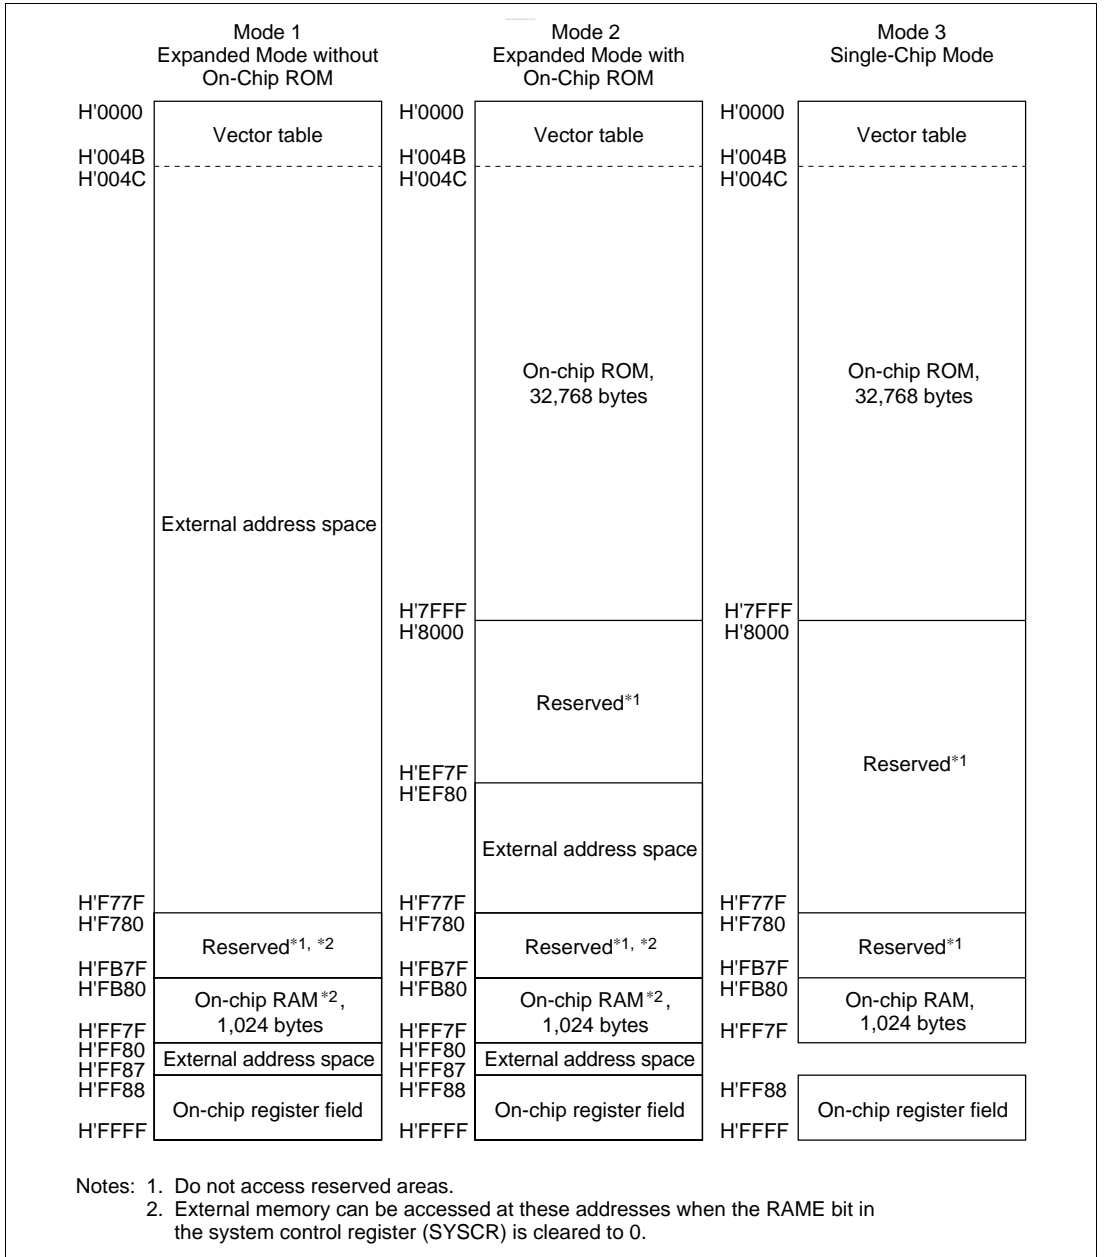 Mode 1
Expanded Mode without
On-Chip ROM
H'0000
Vector table
H'004B
H'004C
External address space
H'F77F
H'F780
Reserved*1, *2
H'FB7F
H'FB80
On-chip RAM*2,
1,024 bytes
H'FF7F
H'FF80
External address space
H'FF87
H'FF88
On-chip register field
H'FFFF
Mode 2
Expanded Mode with
On-Chip ROM
H'0000
Vector table
H'004B
H'004C
On-chip ROM,
32,768 bytes
H'7FFF
H'8000
Reserved*1
H'EF7F
H'EF80
External address space
H'F77F
H'F780
Reserved*1, *2
H'FB7F
H'FB80
On-chip RAM*2,
1,024 bytes
H'FF7F
H'FF80
External address space
H'FF87
H'FF88
On-chip register field
H'FFFF
Mode 3
Single-Chip Mode
H'0000
Vector table
H'004B
H'004C
On-chip ROM,
32,768 bytes
H'7FFF
H'8000
Reserved*1
H'F77F
H'F780
Reserved*1
H'FB7F
H'FB80
On-chip RAM,
1,024 bytes
H'FF7F
H'FF88
On-chip register field
H'FFFF
Notes: 1. Do not access reserved areas.
2. External memory can be accessed at these addresses when the RAME bit in
the system control register (SYSCR) is cleared to 0.